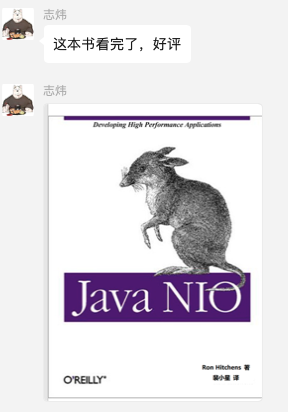 志炜
这本书看完了，好评
志炜
Developing High Performance Applications
Java NIO
Ron Hitchens 著
裴小星 译
O'REILLY®